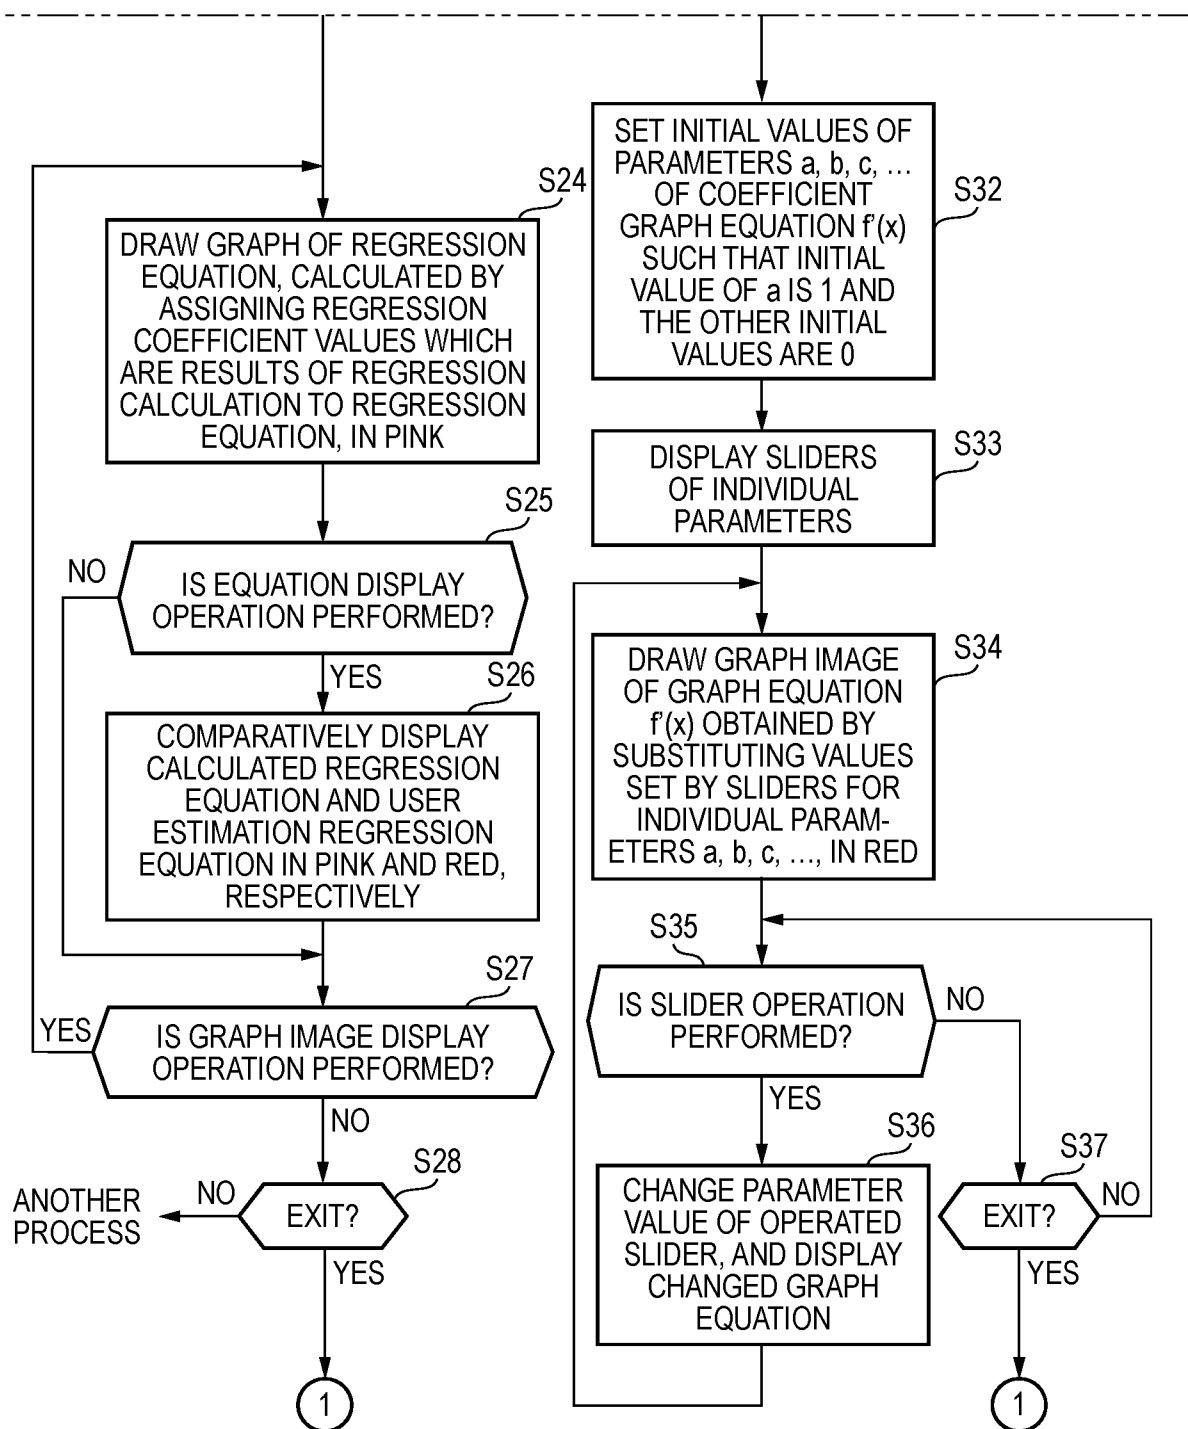 S24
DRAW GRAPH OF REGRESSION
EQUATION, CALCULATED BY
ASSIGNING REGRESSION
COEFFICIENT VALUES WHICH
ARE RESULTS OF REGRESSION
CALCULATION TO REGRESSION
EQUATION, IN PINK
S25
IS EQUATION DISPLAY
OPERATION PERFORMED?
NO
YES
S26
COMPARATIVELY DISPLAY
CALCULATED REGRESSION
EQUATION AND USER
ESTIMATION REGRESSION
EQUATION IN PINK AND RED,
RESPECTIVELY
S27
YES
IS GRAPH IMAGE DISPLAY
OPERATION PERFORMED?
NO
S28
EXIT?
NO
ANOTHER
PROCESS
YES
1
S32
SET INITIAL VALUES OF
PARAMETERS a, b, c, ...
OF COEFFICIENT
GRAPH EQUATION f'(x)
SUCH THAT INITIAL
VALUE OF a IS 1 AND
THE OTHER INITIAL
VALUES ARE 0
S33
DISPLAY SLIDERS
OF INDIVIDUAL
PARAMETERS
S34
DRAW GRAPH IMAGE
OF GRAPH EQUATION
f'(x) OBTAINED BY
SUBSTITUTING VALUES
SET BY SLIDERS FOR
INDIVIDUAL PARAM-
ETERS a, b, c, ..., IN RED
S35
IS SLIDER OPERATION
PERFORMED?
NO
YES
S36
CHANGE PARAMETER
VALUE OF OPERATED
SLIDER, AND DISPLAY
CHANGED GRAPH
EQUATION
S37
EXIT?
NO
YES
1